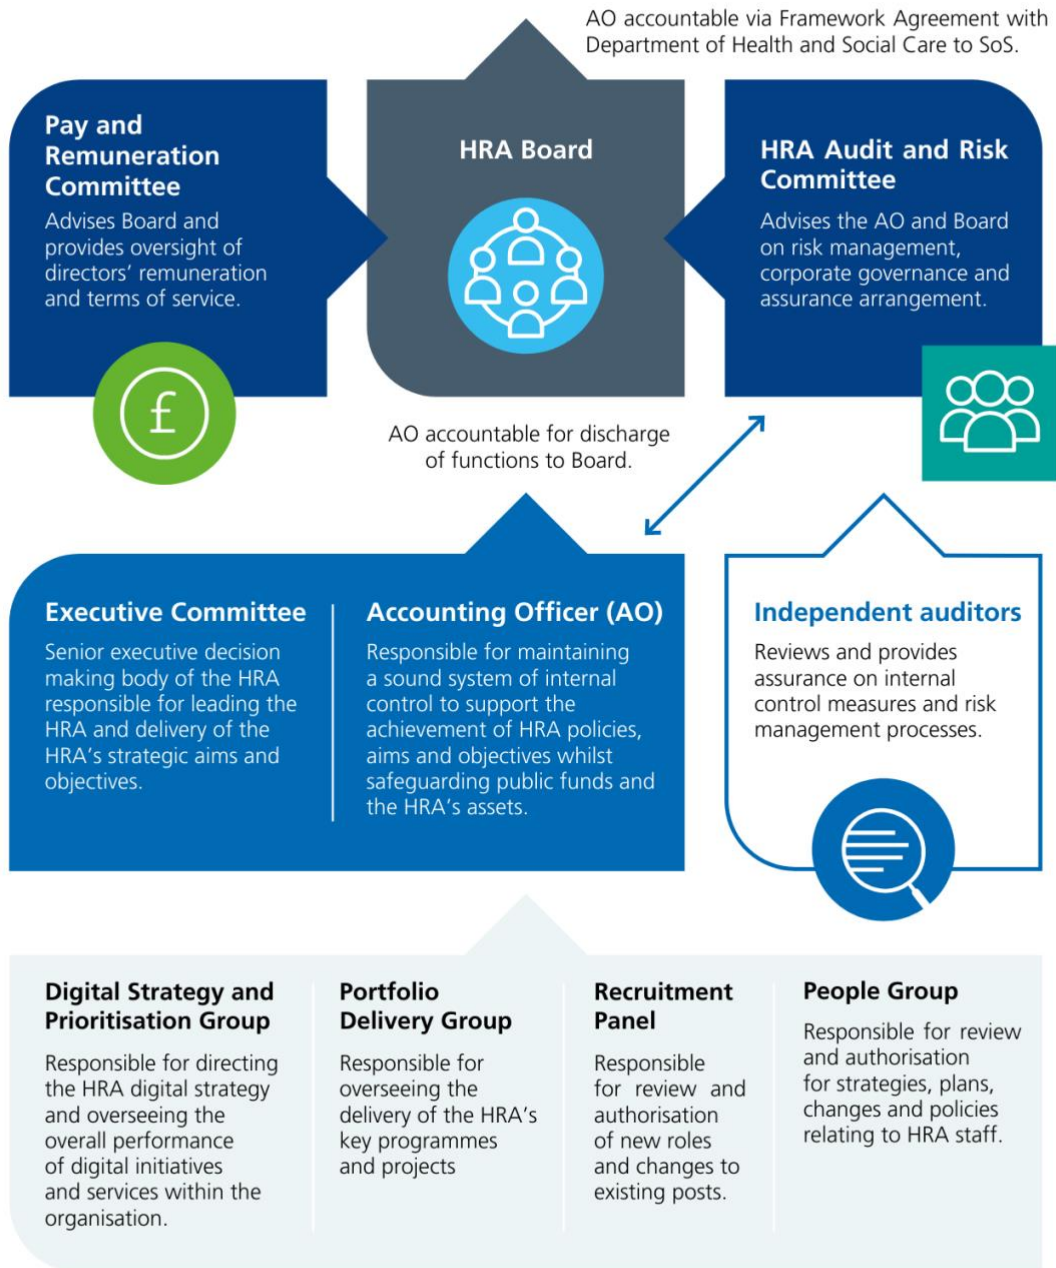 AO accountable via Framework Agreement with
Department of Health and Social Care to SoS.
Pay and
Remuneration
Committee
Advises Board and
provides oversight of
directors’ remuneration
and terms of service.
£
HRA Board
HRA Audit and Risk
Committee
Advises the AO and Board
on risk management,
corporate governance and
assurance arrangement.
AO accountable for discharge
of functions to Board.
Executive Committee
Senior executive decision
making body of the HRA
responsible for leading the
HRA and delivery of the
HRA’s strategic aims and
objectives.
Accounting Officer (AO)
Responsible for maintaining
a sound system of internal
control to support the
achievement of HRA policies,
aims and objectives whilst
safeguarding public funds and
the HRA’s assets.
Independent auditors
Reviews and provides
assurance on internal
control measures and risk
management processes.
Digital Strategy and
Prioritisation Group
Responsible for directing
the HRA digital strategy
and overseeing the
overall performance
of digital initiatives
and services within the
organisation.
Portfolio
Delivery Group
Responsible for
overseeing the
delivery of the HRA’s
key programmes
and projects
Recruitment
Panel
Responsible
for review and
authorisation
of new roles
and changes to
existing posts.
People Group
Responsible for review
and authorisation
for strategies, plans,
changes and policies
relating to HRA staff.